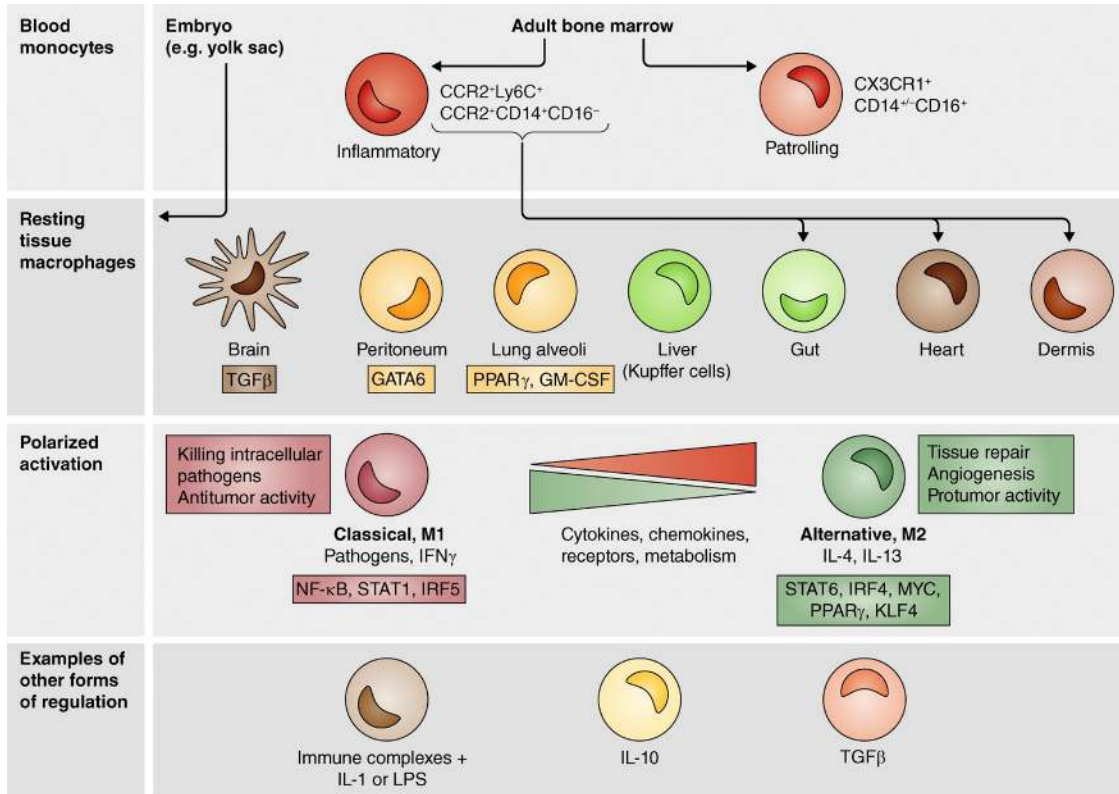 Blood
monocytes
Embryo
(e.g. yolk sac)
Adult bone marrow
CCR2⁺Ly6C⁺
CCR2⁺CD14⁺CD16⁻
Inflammatory
CX3CR1⁺
CD14⁺/⁻CD16⁺
Patrolling
Resting
tissue
macrophages
Brain
TGFβ
Peritoneum
GATA6
Lung alveoli
PPARγ, GM-CSF
Liver
(Kupffer cells)
Gut
Heart
Dermis
Polarized
activation
Killing intracellular
pathogens
Antitumor activity
Classical, M1
Pathogens, IFNγ
NF-κB, STAT1, IRF5
Cytokines, chemokines,
receptors, metabolism
Tissue repair
Angiogenesis
Protumor activity
Alternative, M2
IL-4, IL-13
STAT6, IRF4, MYC,
PPARγ, KLF4
Examples of
other forms
of regulation
Immune complexes +
IL-1 or LPS
IL-10
TGFβ